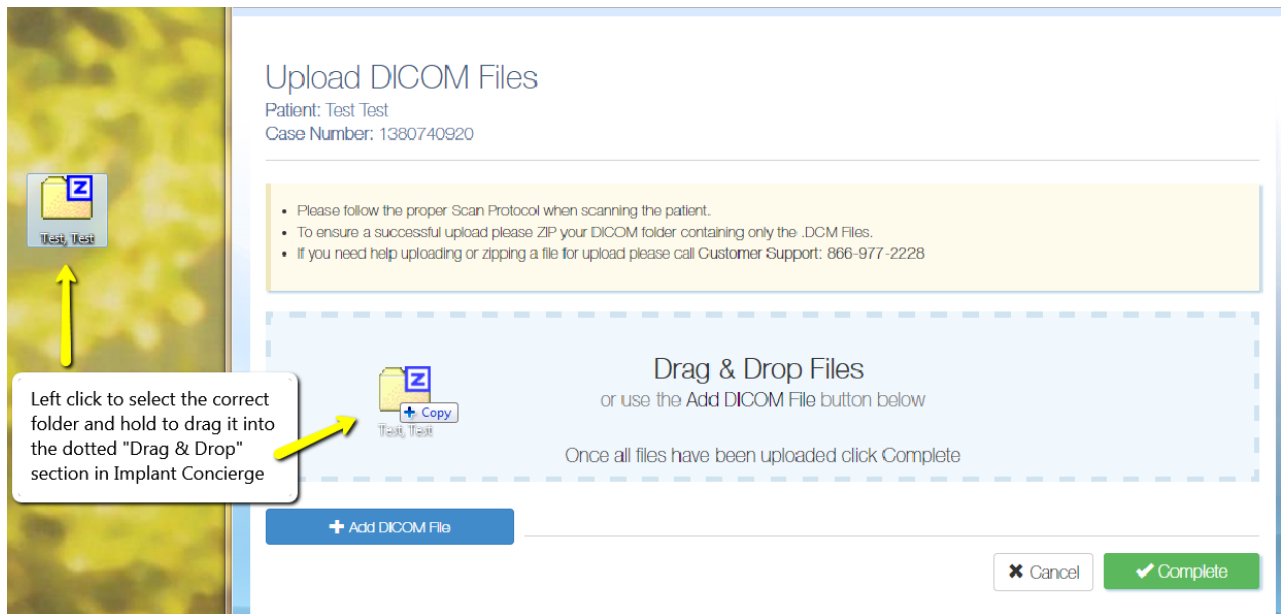 Upload DICOM Files
Patient: Test Test
Case Number: 1380740920
Z
Test, Test
• Please follow the proper Scan Protocol when scanning the patient.
• To ensure a successful upload please ZIP your DICOM folder containing only the .DCM Files.
• If you need help uploading or zipping a file for upload please call Customer Support: 866-977-2228
Left click to select the correct
folder and hold to drag it into
the dotted "Drag & Drop"
section in Implant Concierge
Z
+ Copy
Test, Test
Drag & Drop Files
or use the Add DICOM File button below
Once all files have been uploaded click Complete
+ Add DICOM File
✖ Cancel
✔ Complete